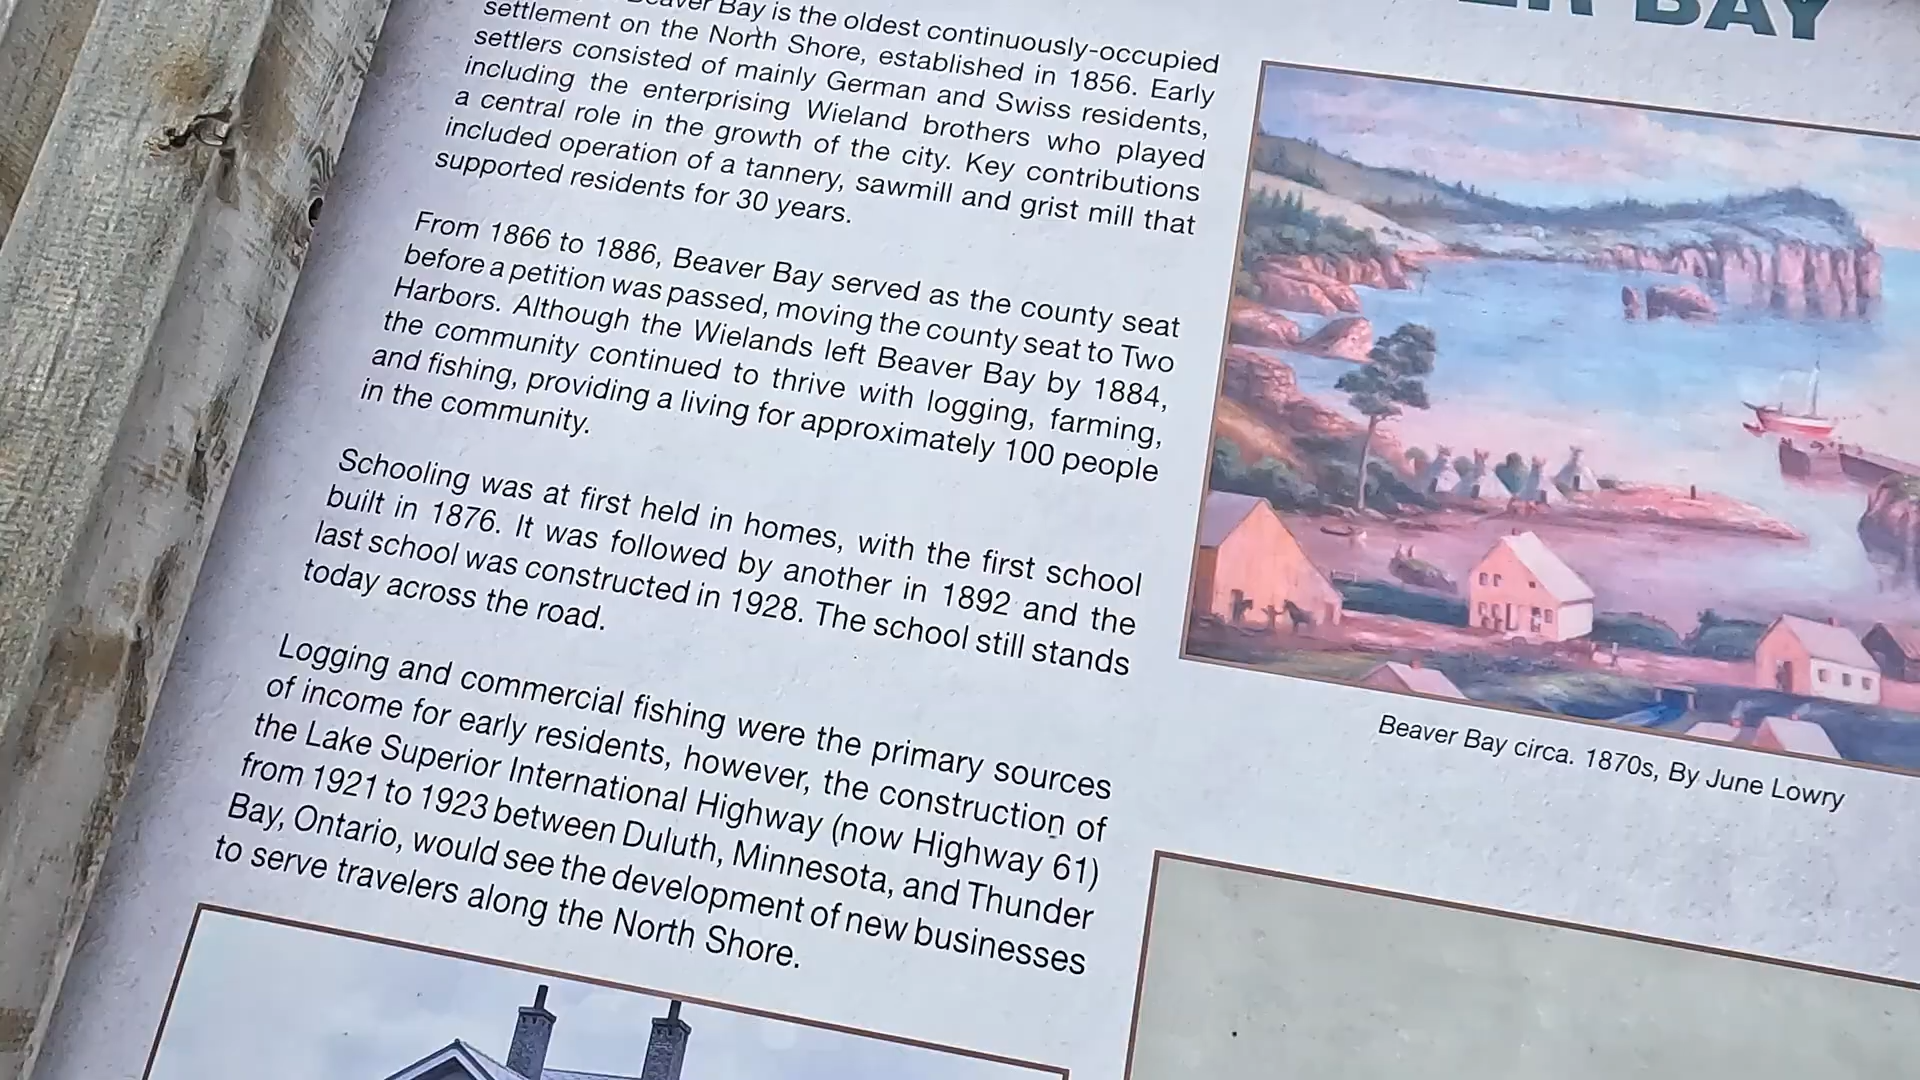 BAY
Beaver Bay is the oldest continuously-occupied
settlement on the North Shore, established in 1856. Early
settlers consisted of mainly German and Swiss residents,
including the enterprising Wieland brothers who played
a central role in the growth of the city. Key contributions
included operation of a tannery, sawmill and grist mill that
supported residents for 30 years.
From 1866 to 1886, Beaver Bay served as the county seat
before a petition was passed, moving the county seat to Two
Harbors. Although the Wielands left Beaver Bay by 1884,
the community continued to thrive with logging, farming,
and fishing, providing a living for approximately 100 people
in the community.
Schooling was at first held in homes, with the first school
built in 1876. It was followed by another in 1892 and the
last school was constructed in 1928. The school still stands
today across the road.
Logging and commercial fishing were the primary sources
of income for early residents, however, the construction of
the Lake Superior International Highway (now Highway 61)
from 1921 to 1923 between Duluth, Minnesota, and Thunder
Bay, Ontario, would see the development of new businesses
to serve travelers along the North Shore.
Beaver Bay circa. 1870s, By June Lowry